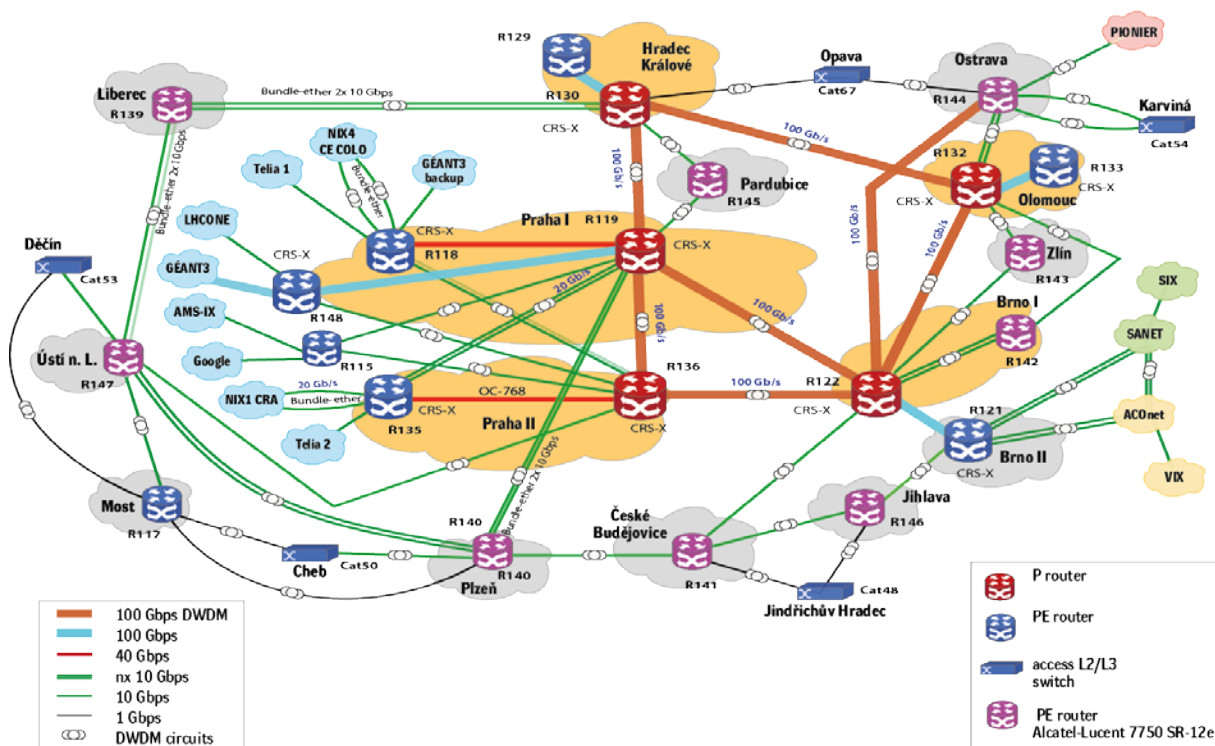 R129
Hradec
Králové
R130
CRS-X
Opava
Cat67
Ostrava
R144
PIONIER
Karviná
Cat54
Liberec
R139
Bundle-ether 2x 10 Gbps
NIX4
CE COLO
Telia 1
GÉANT3
backup
Bundle-ether
Bundle-ether 2x 10 Gbps
100 Gb/s
100 Gb/s
R132
CRS-X
R133
CRS-X
Olomouc
Pardubice
R145
LHCONE
CRS-X
Praha I
R119
CRS-X
R118
CRS-X
Děčín
Cat53
GÉANT3
R148
20 Gb/s
100 Gb/s
100 Gb/s
100 Gb/s
100 Gb/s
Zlín
R143
SIX
AMS-IX
Google
R115
Brno I
R142
SANET
Ústí n. L.
R147
NIX1 CRA
20 Gb/s
Bundle-ether
OC-768
CRS-X
R135
Praha II
R136
CRS-X
100 Gb/s
R122
CRS-X
R121
CRS-X
Brno II
ACOnet
VIX
Telia 2
Bundle-ether 2x 10 Gbps
Most
R117
R140
R140
Plzeň
Cheb
Cat50
České
Budějovice
R141
Jihlava
R146
Cat48
Jindřichův Hradec
100 Gbps DWDM
100 Gbps
40 Gbps
nx 10 Gbps
10 Gbps
1 Gbps
DWDM circuits
P router
PE router
access L2/L3
switch
PE router
Alcatel-Lucent 7750 SR-12e